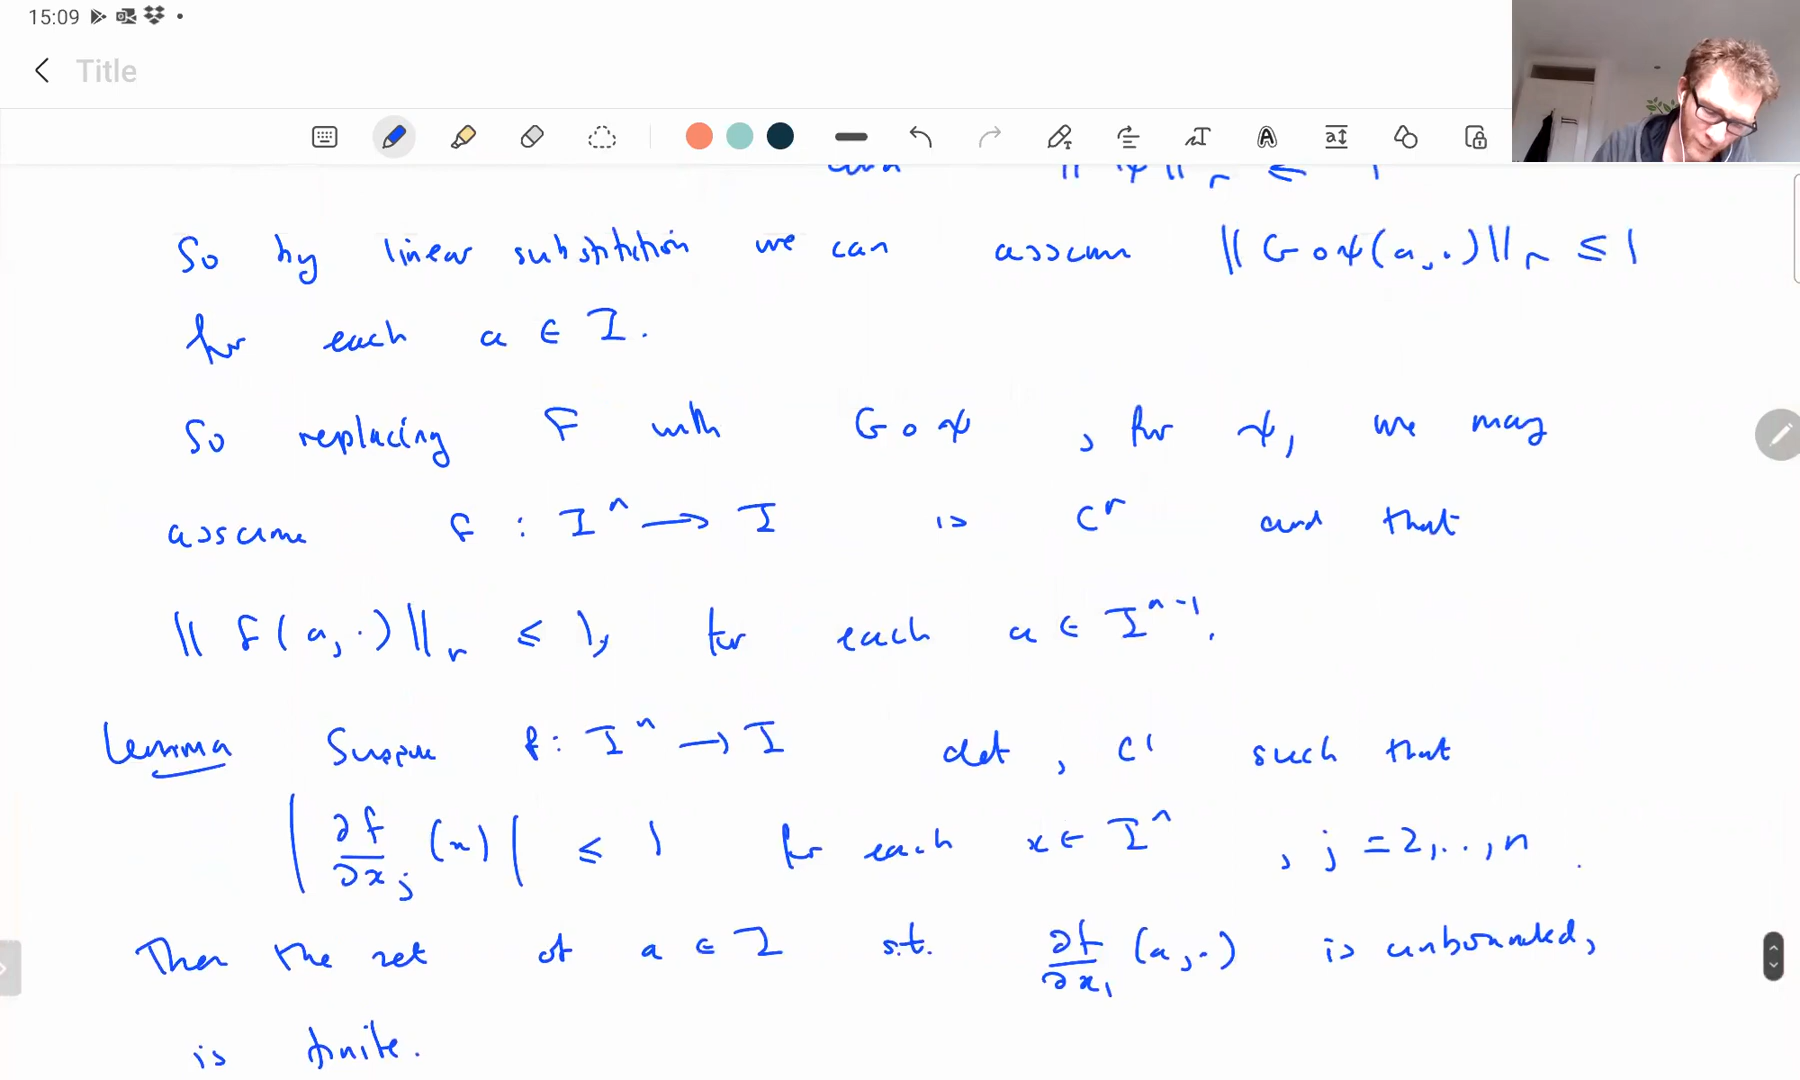 15:09
Title
So by linear substitution we can assume ‖G∘ψ(a,·)‖_r ≤ 1
for each a ∈ I.
So replacing F with G∘ψ, for ψ, we may
assume f : I^n → I is C^r and that
‖f(a,·)‖_r ≤ 1, for each a ∈ I^{n-1}.
Lemma Suppose f : I^n → I def, C^1 such that
|∂f/∂x_j (x)| ≤ 1 for each x ∈ I^n, j = 2,..,n.
Then the set of a ∈ I s.t. ∂f/∂x_1 (a,·) is unbounded,
is finite.